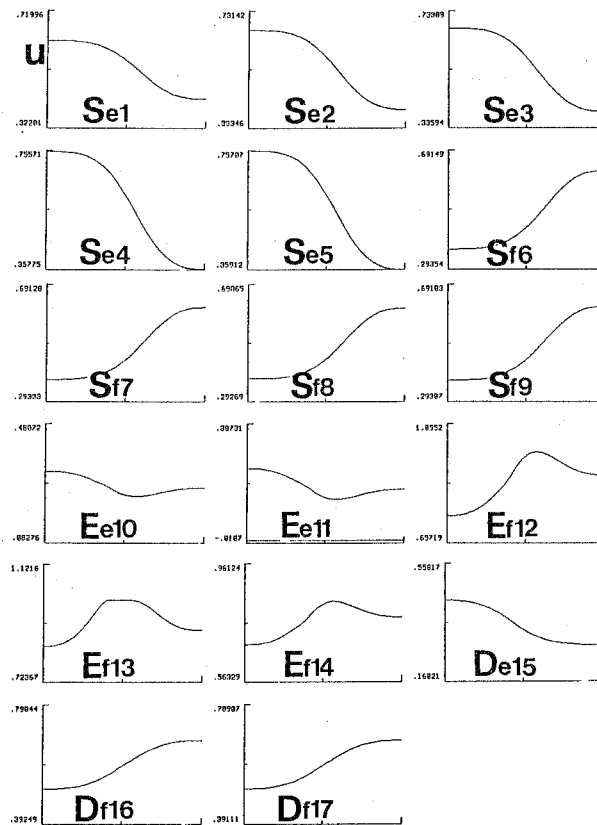 .71996
u
Se1
.32201
.73142
Se2
.33346
.73389
Se3
.33594
.75571
Se4
.35775
.75707
Se5
.35912
.69149
Sf6
.29354
.69128
Sf7
.29333
.69065
Sf8
.29269
.69103
Sf9
.29307
.48072
Ee10
.08276
.38731
Ee11
-.0107
1.0552
Ef12
.65719
1.1216
Ef13
.72367
.96124
Ef14
.56329
.55817
De15
.16021
.79044
Df16
.39249
.78907
Df17
.39111